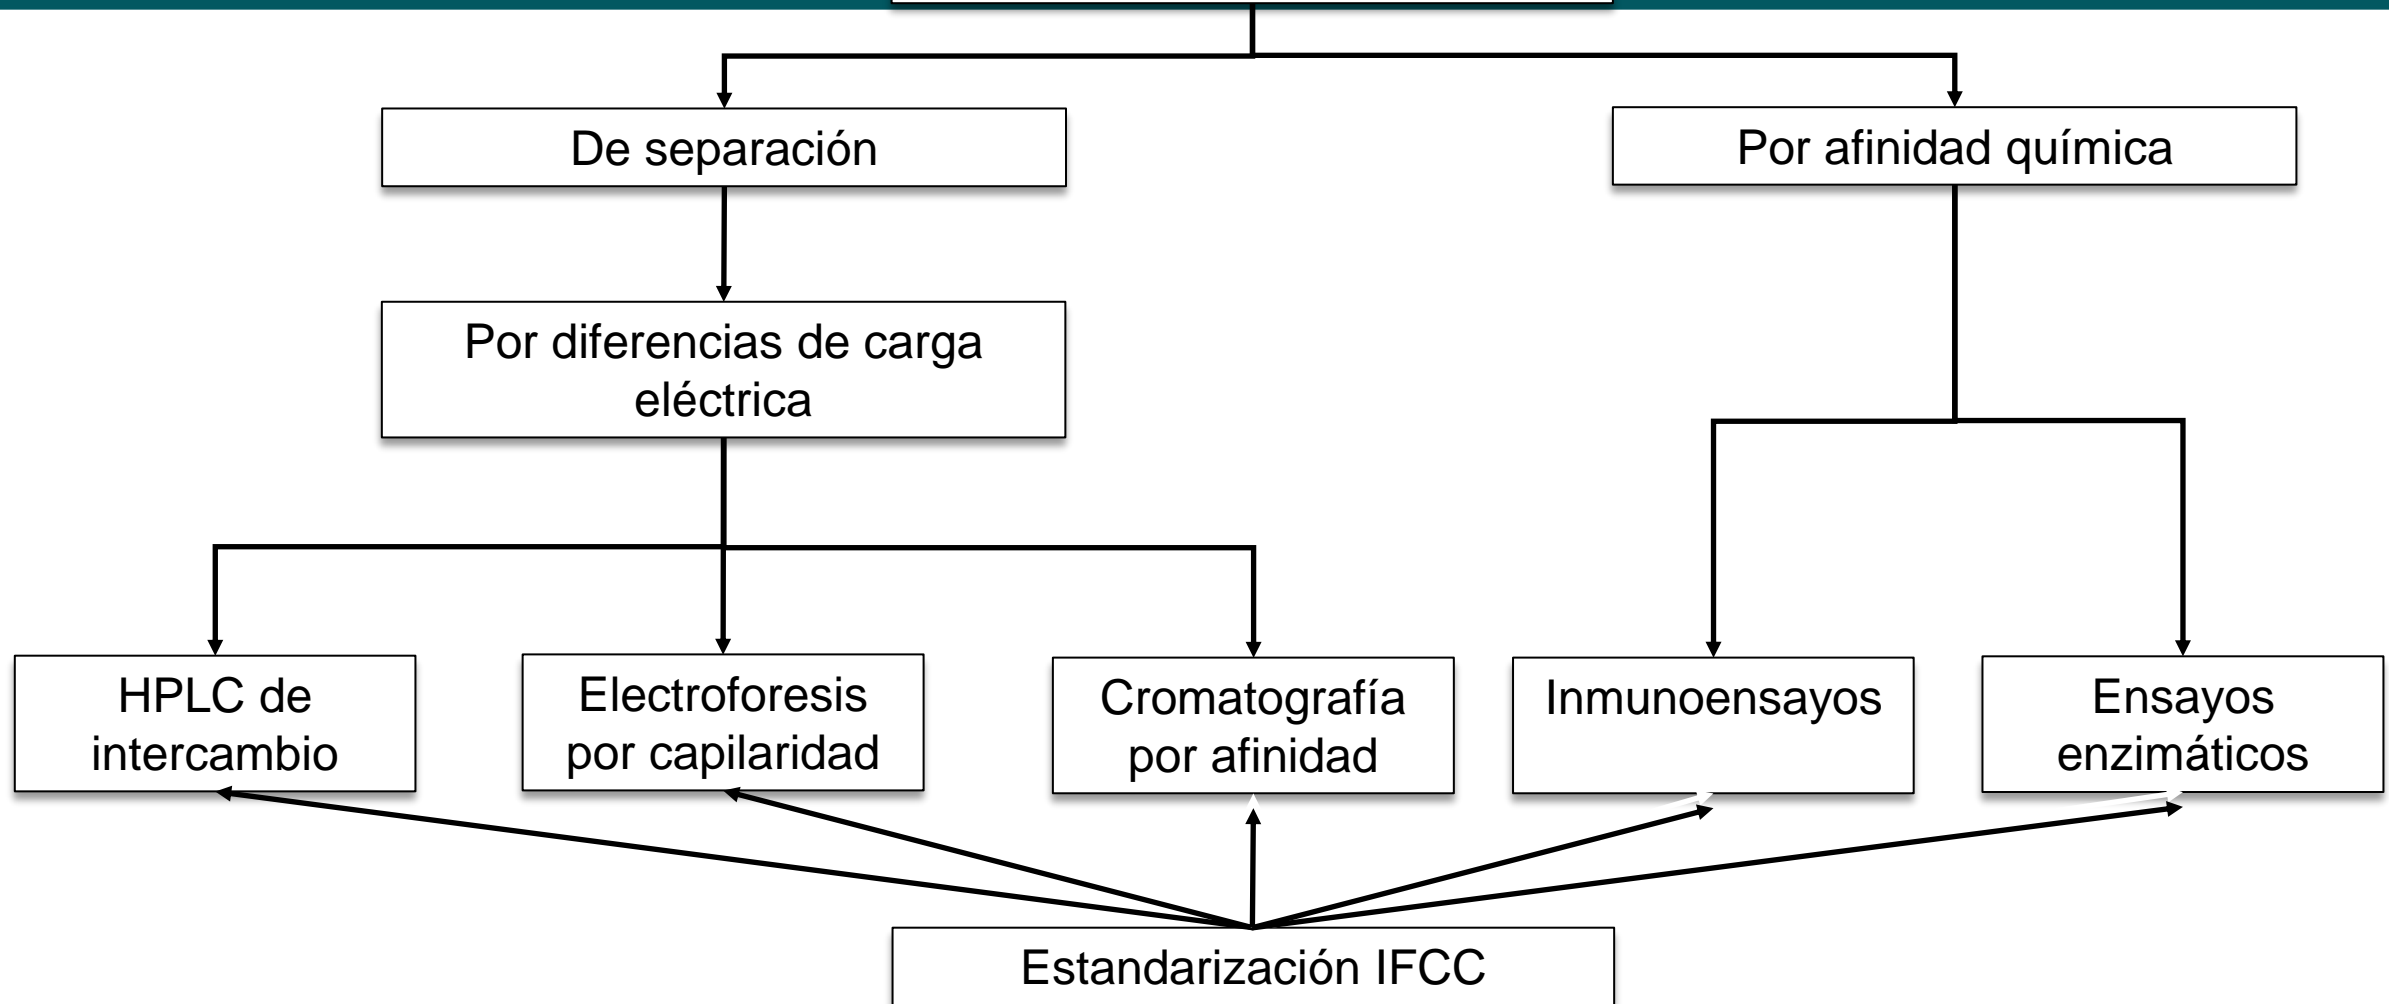 De separación
Por afinidad química
Por diferencias de carga
eléctrica
HPLC de
intercambio
Electroforesis
por capilaridad
Cromatografía
por afinidad
Inmunoensayos
Ensayos
enzimáticos
Estandarización IFCC